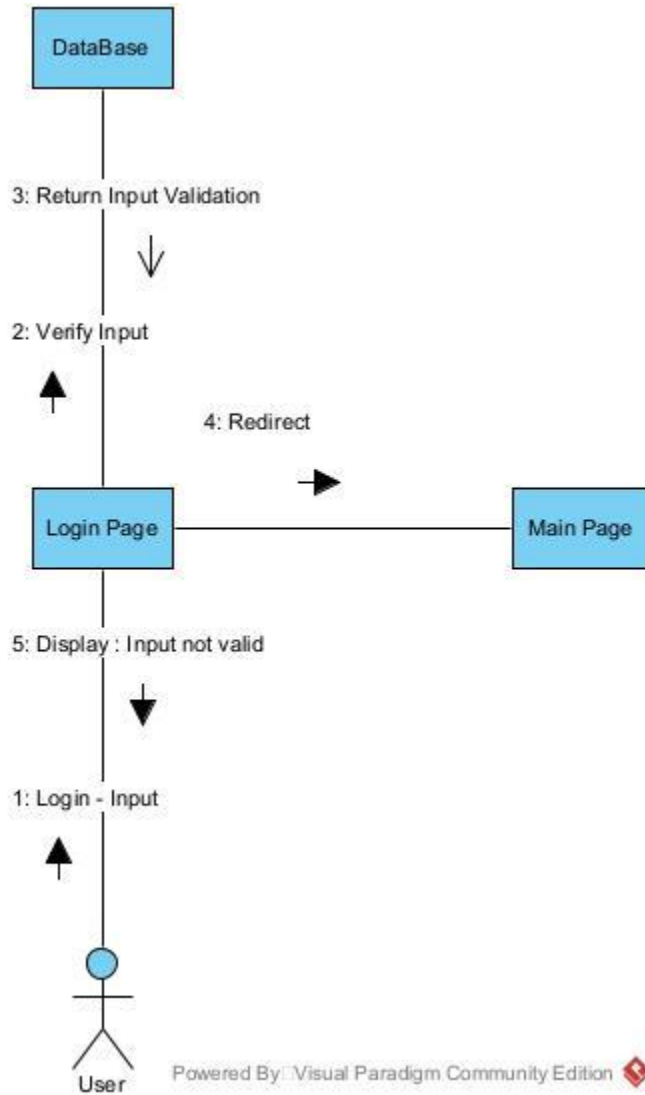 DataBase
3: Return Input Validation
2: Verify Input
4: Redirect
Login Page
Main Page
5: Display : Input not valid
1: Login - Input
User
Powered By Visual Paradigm Community Edition